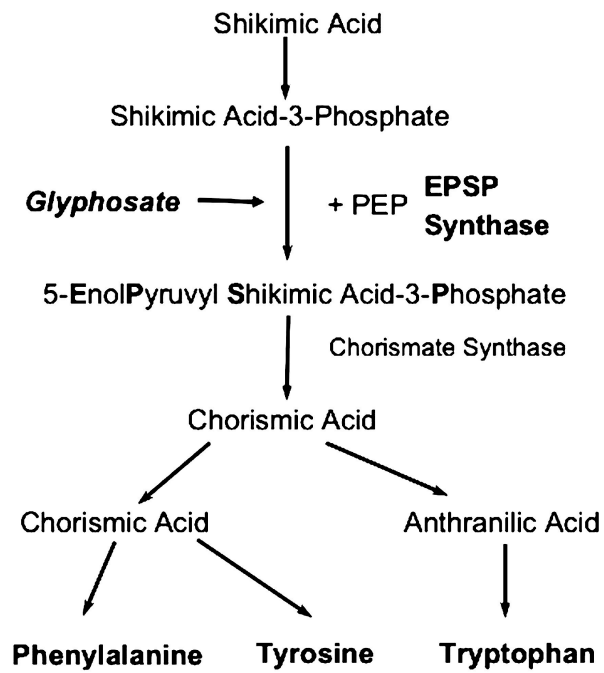 Shikimic Acid
Shikimic Acid-3-Phosphate
Glyphosate
+ PEP
EPSP
Synthase
5-EnolPyruvyl Shikimic Acid-3-Phosphate
Chorismate Synthase
Chorismic Acid
Chorismic Acid
Anthranilic Acid
Phenylalanine
Tyrosine
Tryptophan